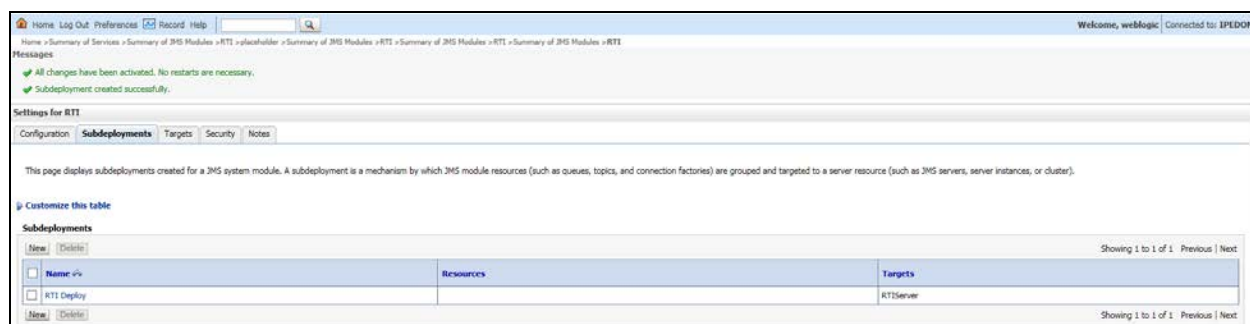 Home Log Out Preferences Record Help Welcome, weblogic Connected to: IPEDON
Home >Summary of Services >Summary of JMS Modules >RTI >placeholder >Summary of JMS Modules >RTI >Summary of JMS Modules >RTI >Summary of JMS Modules >RTI
Messages
All changes have been activated. No restarts are necessary.
Subdeployment created successfully.
Settings for RTI
Configuration Subdeployments Targets Security Notes
This page displays subdeployments created for a JMS system module. A subdeployment is a mechanism by which JMS module resources (such as queues, topics, and connection factories) are grouped and targeted to a server resource (such as JMS servers, server instances, or cluster).
Customize this table
Subdeployments
New Delete Showing 1 to 1 of 1 Previous | Next
Name Resources Targets
RTI Deploy RTIServer
New Delete Showing 1 to 1 of 1 Previous | Next